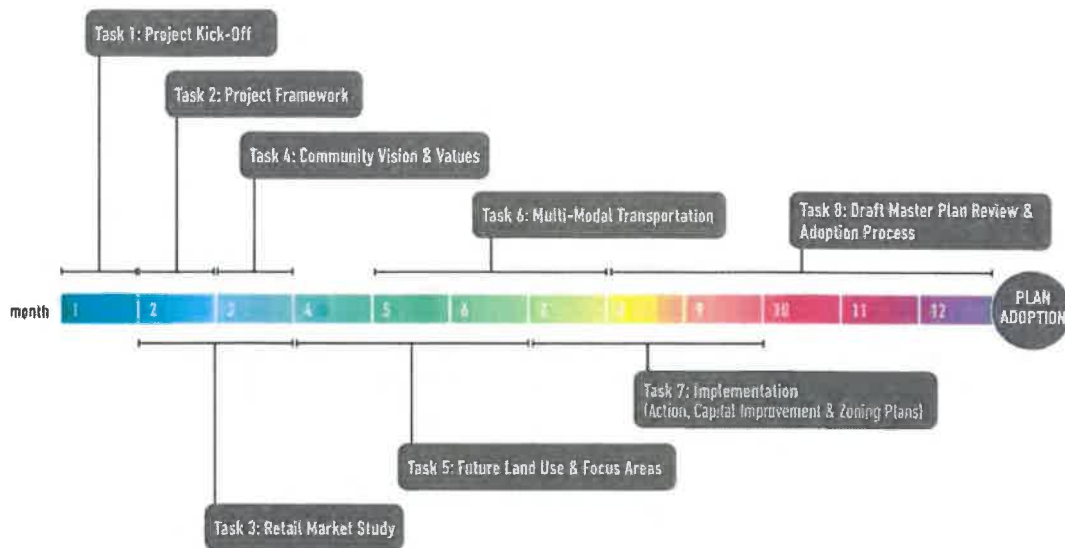 Task 1: Project Kick-Off
Task 2: Project Framework
Task 4: Community Vision & Values
Task 6: Multi-Modal Transportation
Task 8: Draft Master Plan Review &
Adoption Process
month
1 2 3 4 5 6 7 8 9 10 11 12
PLAN
ADOPTION
Task 7: Implementation
(Action, Capital Improvement & Zoning Plans)
Task 5: Future Land Use & Focus Areas
Task 3: Retail Market Study